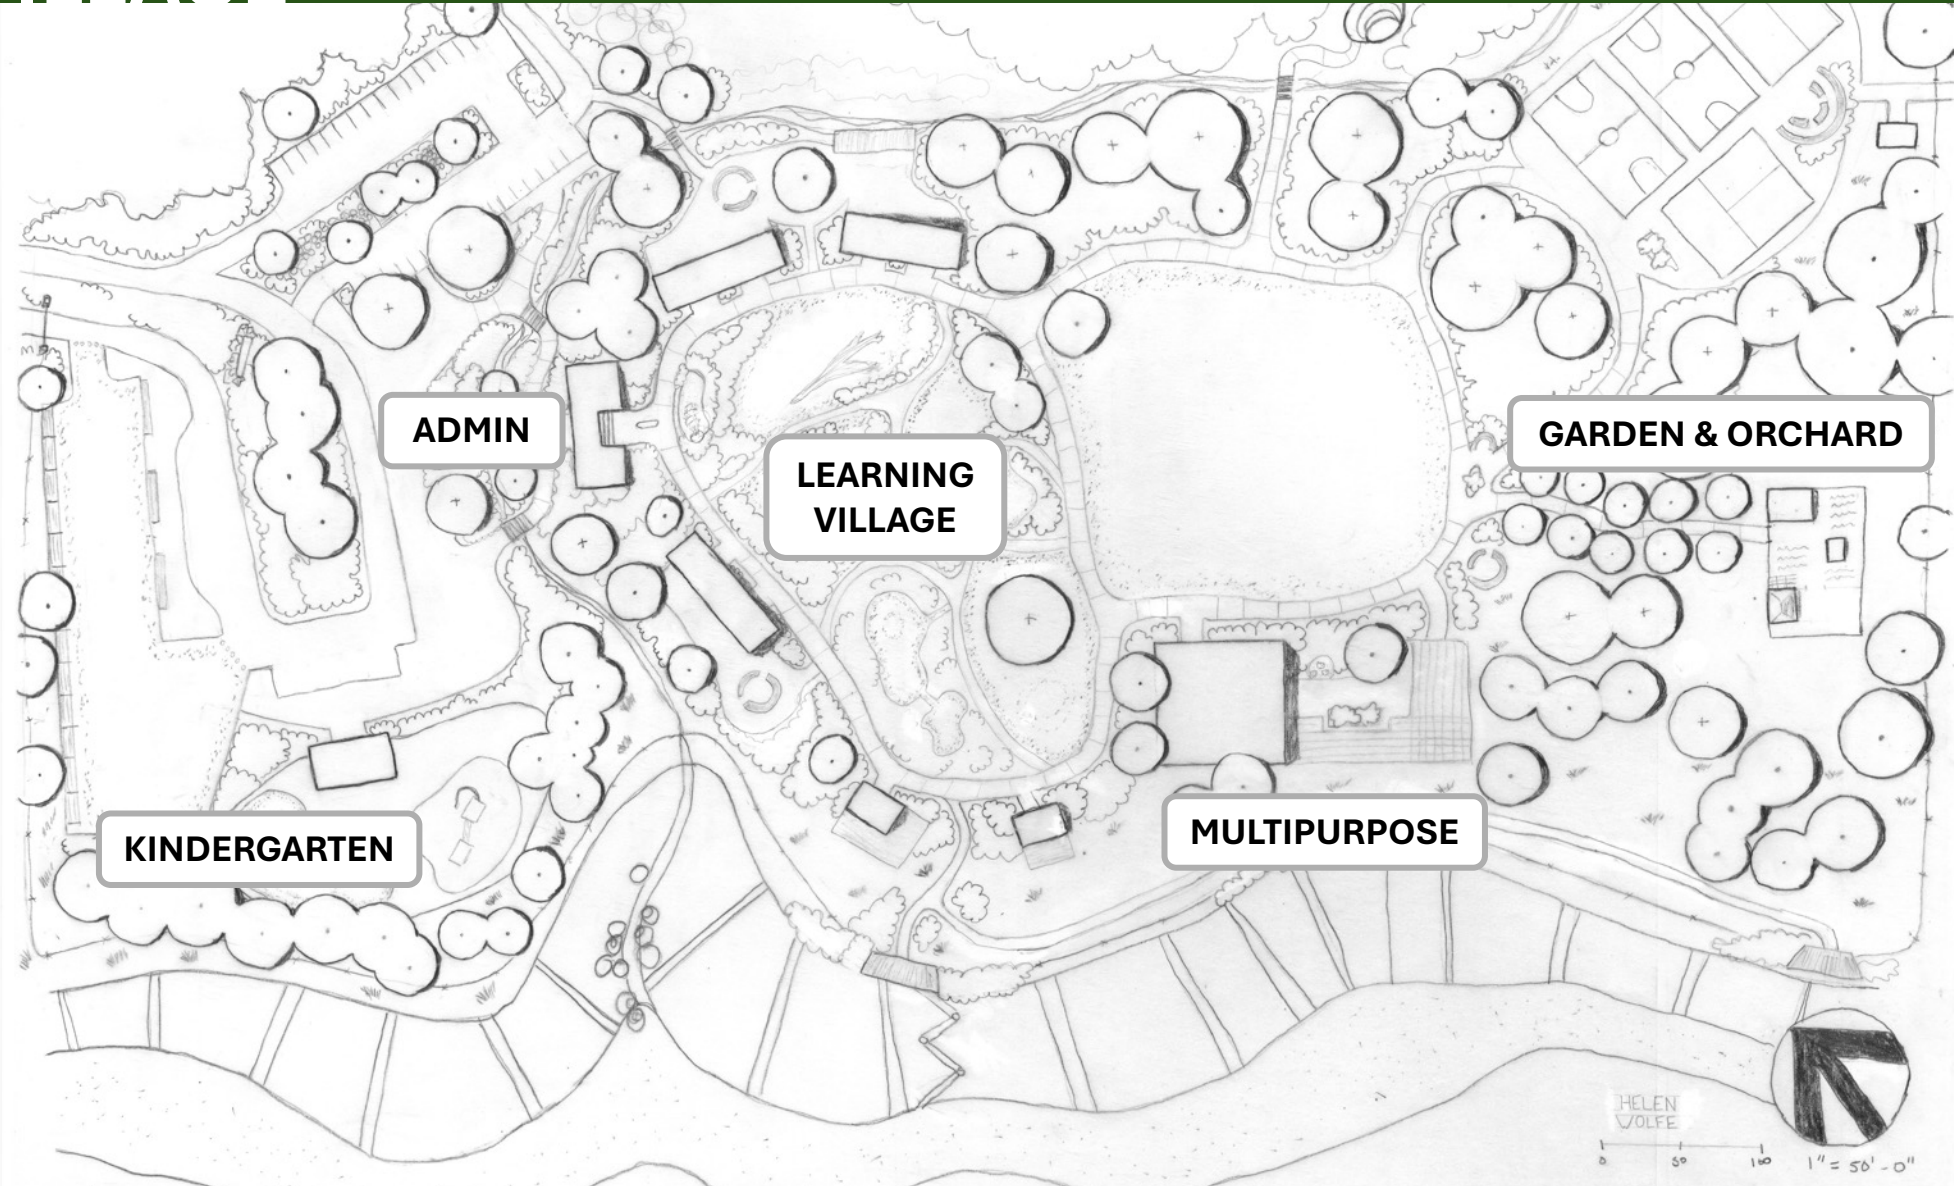 ADMIN
GARDEN & ORCHARD
LEARNING
VILLAGE
KINDERGARTEN
MULTIPURPOSE
HELEN
WOLFE
0 50 100
1" = 50'-0"